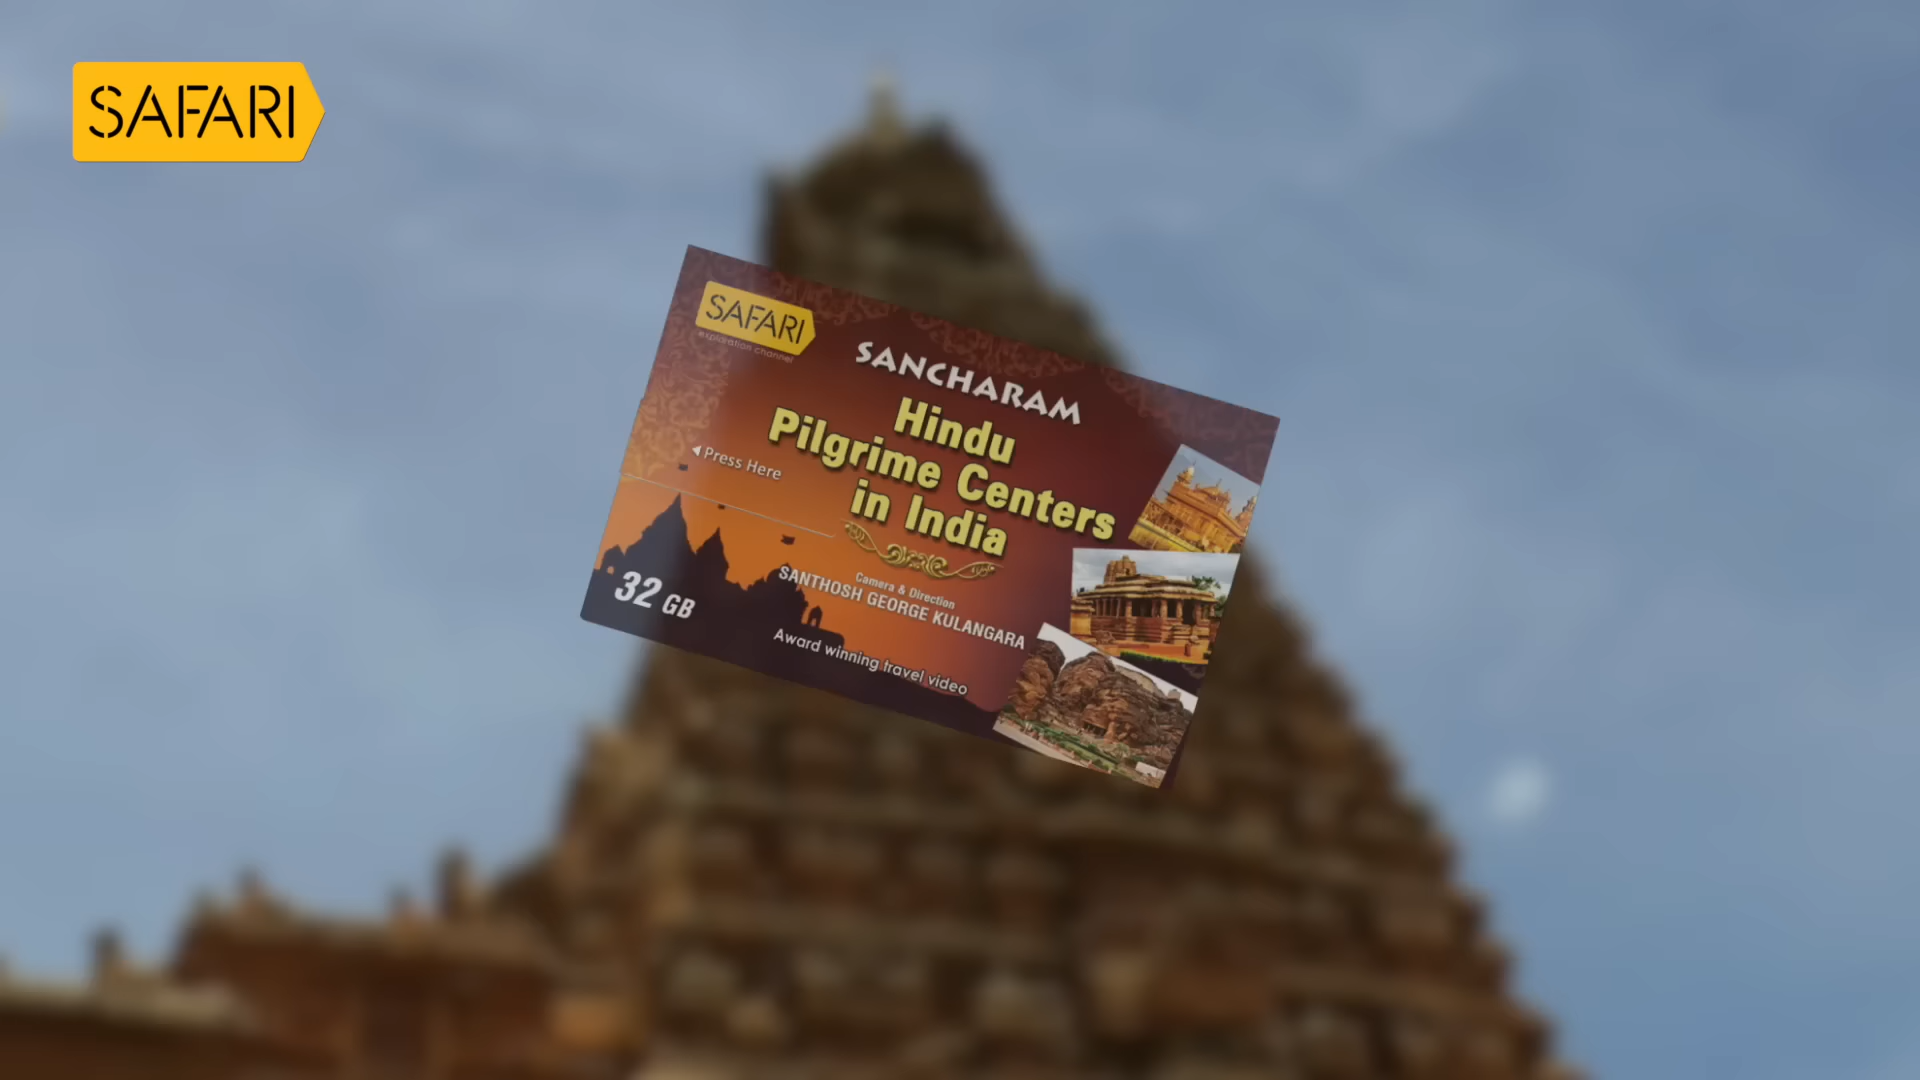 SAFARI
SAFARI
exploration channel
SANCHARAM
Hindu
Pilgrime Centers
in India
Press Here
Camera & Direction
SANTHOSH GEORGE KULANGARA
32 GB
Award winning travel video